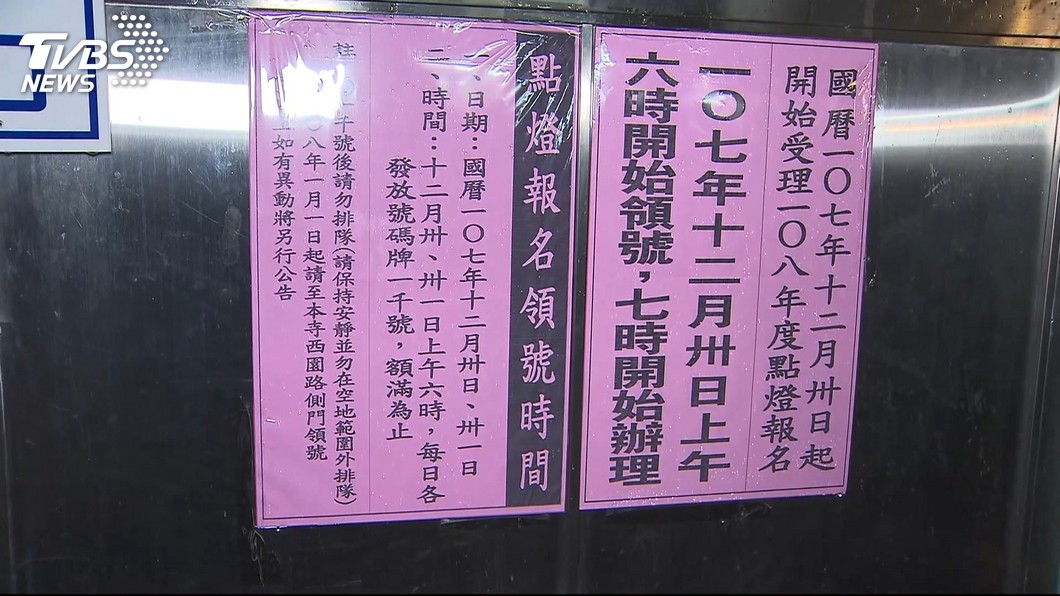 TVBS
NEWS
國曆一〇七年十二月卅日起
開始受理一〇八年度點燈報名
一〇七年十二月卅日上午
六時開始領號，七時開始辦理
點燈報名領號時間
、日期：國曆一〇七年十二月卅日、卅一日
二、時間：十二月卅、卅一日上午六時，每日各
發放號碼牌一千號，額滿為止
註
號後請勿排隊（請保持安靜並勿在空地範圍外排隊）
八年一月一日起請至本寺西園路側門領號
如有異動將另行公告